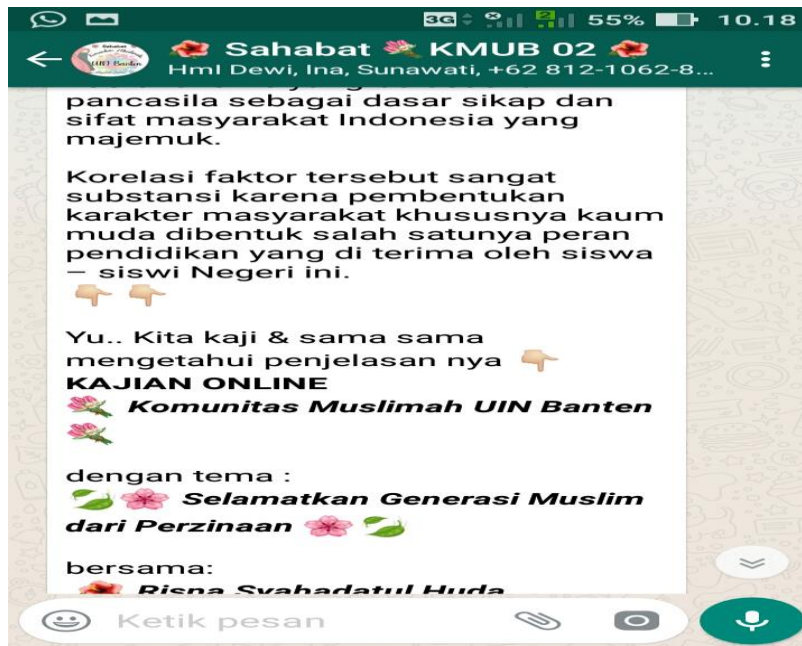 3G 55% 10.18
Sahabat KMUB 02
Hml Dewi, Ina, Sunawati, +62 812-1062-8...
pancasila sebagai dasar sikap dan
sifat masyarakat Indonesia yang
majemuk.
Korelasi faktor tersebut sangat
substansi karena pembentukan
karakter masyarakat khususnya kaum
muda dibentuk salah satunya peran
pendidikan yang di terima oleh siswa
– siswi Negeri ini.
Yu.. Kita kaji & sama sama
mengetahui penjelasan nya
KAJIAN ONLINE
Komunitas Muslimah UIN Banten
dengan tema :
Selamatkan Generasi Muslim
dari Perzinaan
bersama:
Risna Syahadatul Huda
Ketik pesan